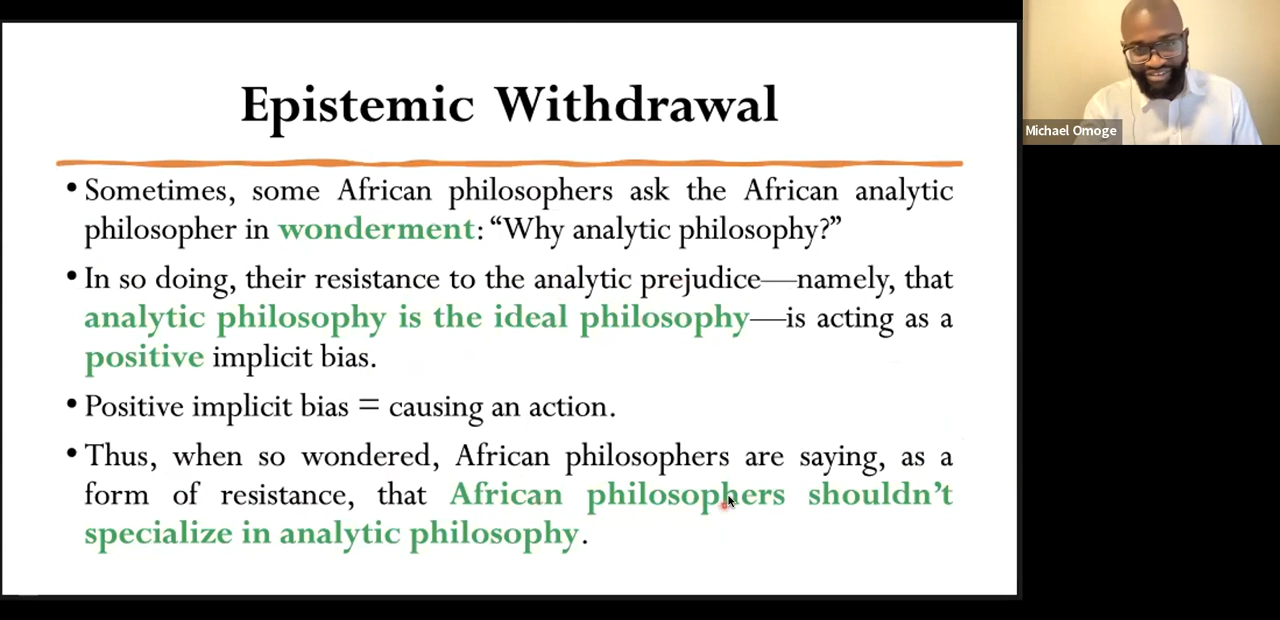 Epistemic Withdrawal
• Sometimes, some African philosophers ask the African analytic
philosopher in wonderment: “Why analytic philosophy?”
• In so doing, their resistance to the analytic prejudice—namely, that
analytic philosophy is the ideal philosophy—is acting as a
positive implicit bias.
• Positive implicit bias = causing an action.
• Thus, when so wondered, African philosophers are saying, as a
form of resistance, that African philosophers shouldn’t
specialize in analytic philosophy.
Michael Omoge